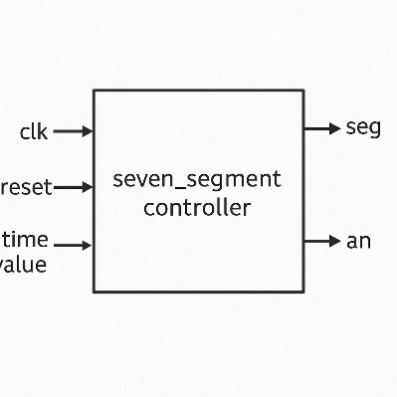 clk
reset
time
value
seven_segment
controller
seg
an